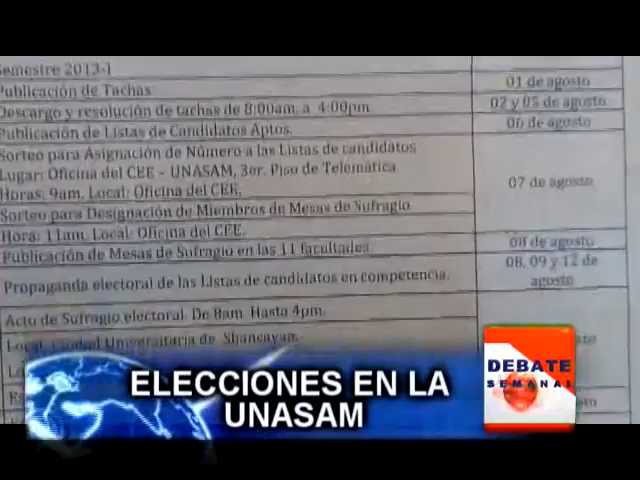 Semestre 2013-I
Publicación de Tachas
01 de agosto
Descargo y resolución de tachas de 8:00am. a 4:00pm.
02 y 05 de agosto
Publicación de Listas de Candidatos Aptos.
06 de agosto
Sorteo para Asignación de Número a las Listas de candidatos
Lugar: Oficina del CEE - UNASAM, 3er. Piso de Telemática
Horas: 9am. Local: Oficina del CEE.
07 de agosto
Sorteo para Designación de Miembros de Mesas de Sufragio.
Hora: 11am. Local: Oficina del CEE.
Publicación de Mesas de Sufragio en las 11 facultades.
08 de agosto
Propaganda electoral de las Listas de candidatos en competencia.
08, 09 y 12 de
agosto
Acto de Sufragio electoral. De 8am Hasta 4pm.
Local: Ciudad Universitaria de Shancayan.
ELECCIONES EN LA
UNASAM
DEBATE
SEMANAL